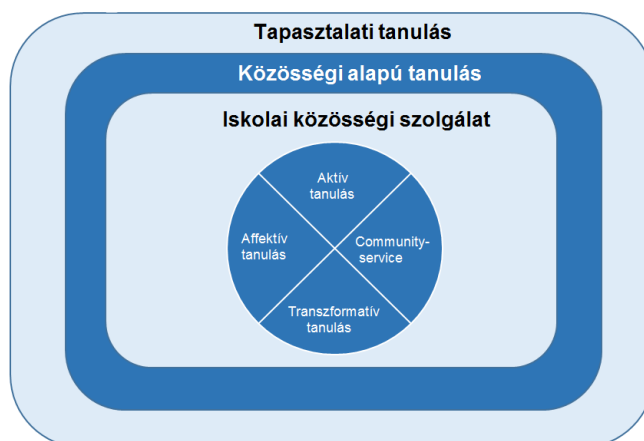 Tapasztalati tanulás
Közösségi alapú tanulás
Iskolai közösségi szolgálat
Aktív
tanulás
Affektív
tanulás
Community-
service
Transzformatív
tanulás